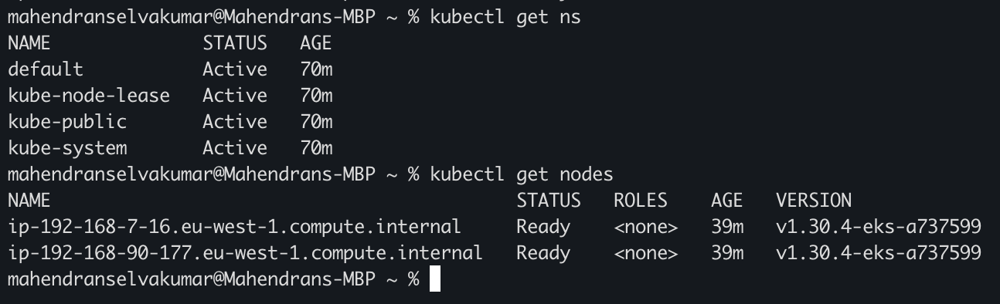 mahendranselvakumar@Mahendrans-MBP ~ % kubectl get ns
NAME STATUS AGE
default Active 70m
kube-node-lease Active 70m
kube-public Active 70m
kube-system Active 70m
mahendranselvakumar@Mahendrans-MBP ~ % kubectl get nodes
NAME STATUS ROLES AGE VERSION
ip-192-168-7-16.eu-west-1.compute.internal Ready <none> 39m v1.30.4-eks-a737599
ip-192-168-90-177.eu-west-1.compute.internal Ready <none> 39m v1.30.4-eks-a737599
mahendranselvakumar@Mahendrans-MBP ~ %